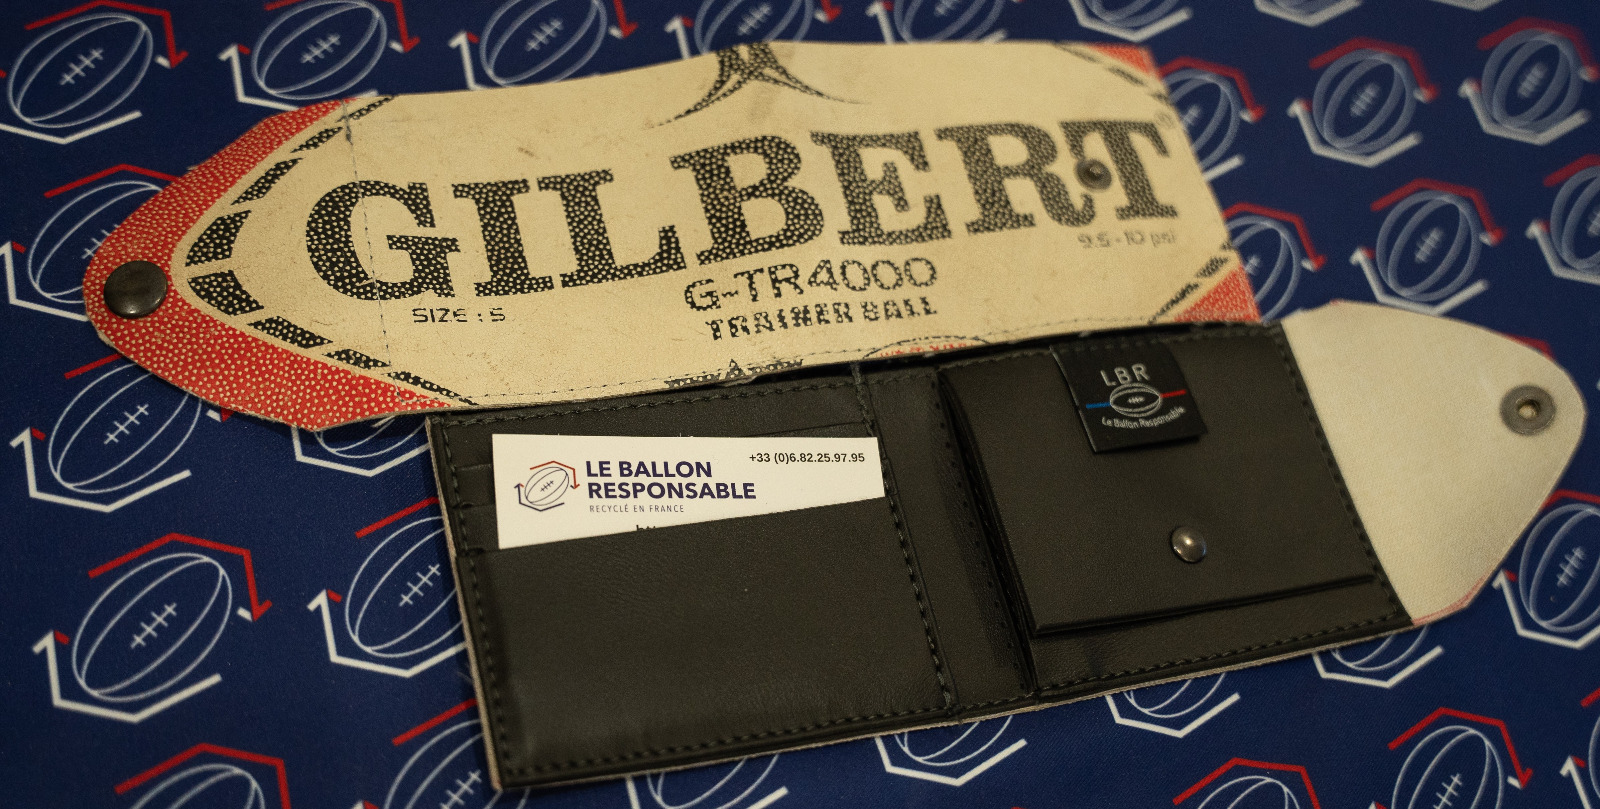 GILBERT
9.5-10 psi
G-TR4000
SIZE : 5
TRAINER BALL
LBR
Le Ballon Responsable
+33 (0)6.82.25.97.95
LE BALLON
RESPONSABLE
RECYCLÉ EN FRANCE